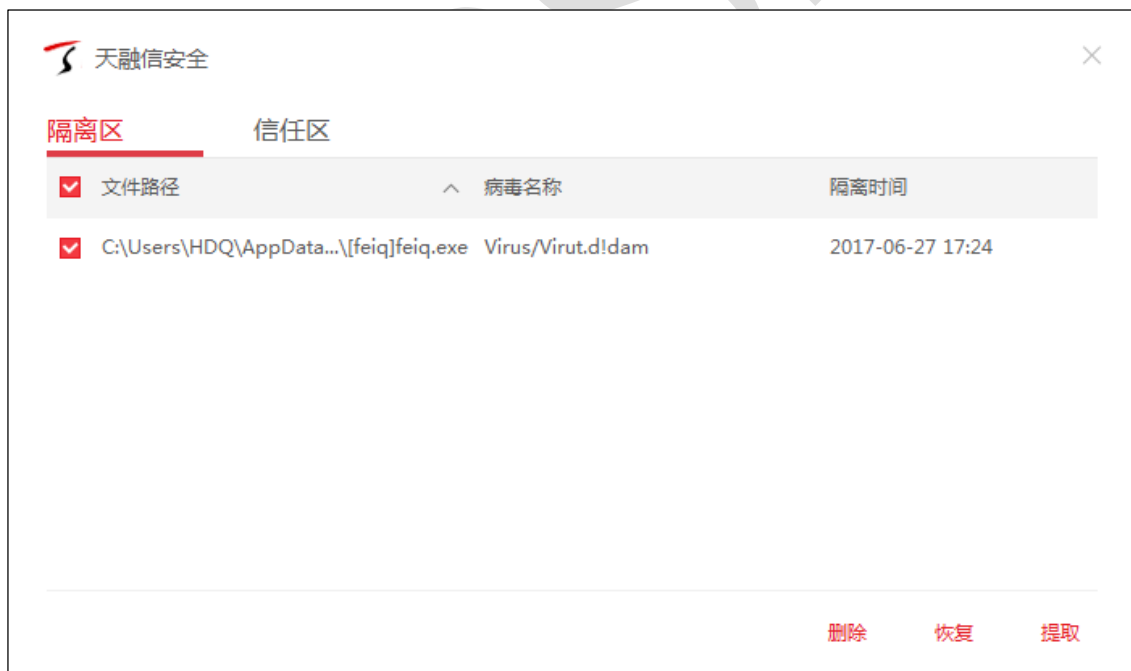 天融信安全
隔离区 信任区
文件路径 病毒名称 隔离时间
C:\Users\HDQ\AppData...\[feiq]feiq.exe Virus/Virut.d!dam 2017-06-27 17:24
删除 恢复 提取